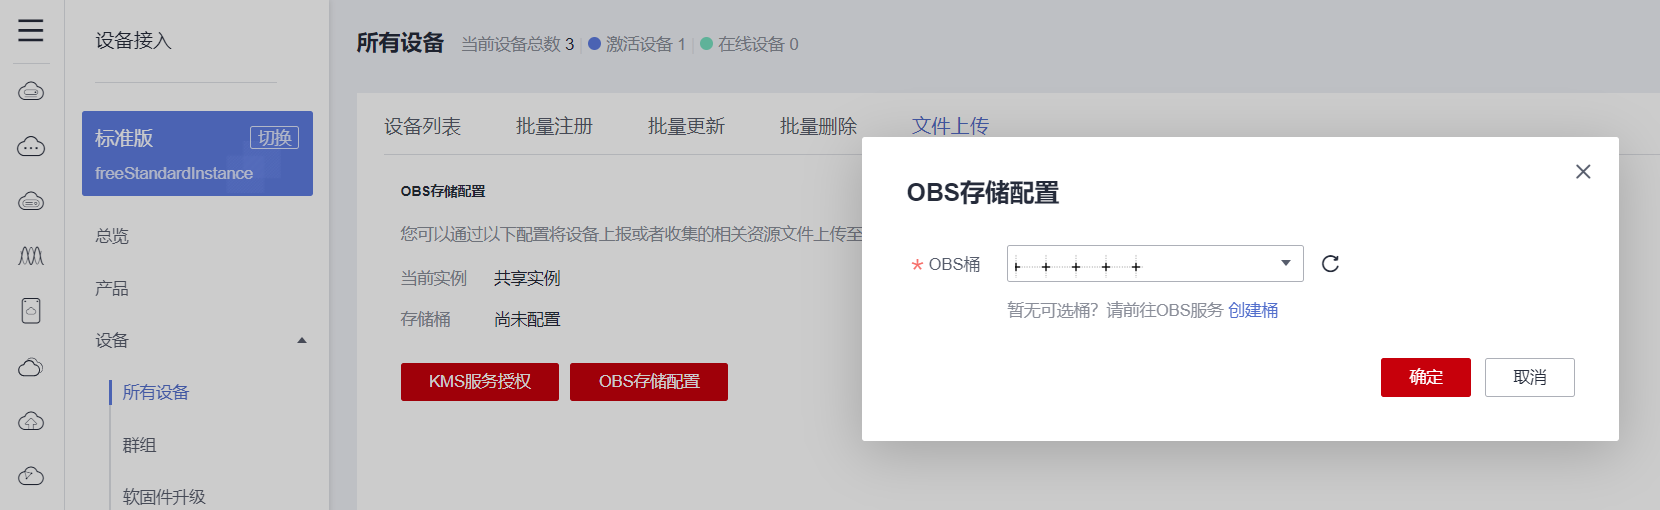 设备接入
标准版 切换
freeStandardInstance
总览
产品
设备
所有设备
群组
软固件升级
所有设备 当前设备总数 3 激活设备 1 在线设备 0
设备列表 批量注册 批量更新 批量删除 文件上传
OBS存储配置
您可以通过以下配置将设备上报或者收集的相关资源文件上传至
当前实例 共享实例
存储桶 尚未配置
KMS服务授权 OBS存储配置
OBS存储配置
* OBS桶
暂无可选桶？请前往OBS服务 创建桶
确定 取消